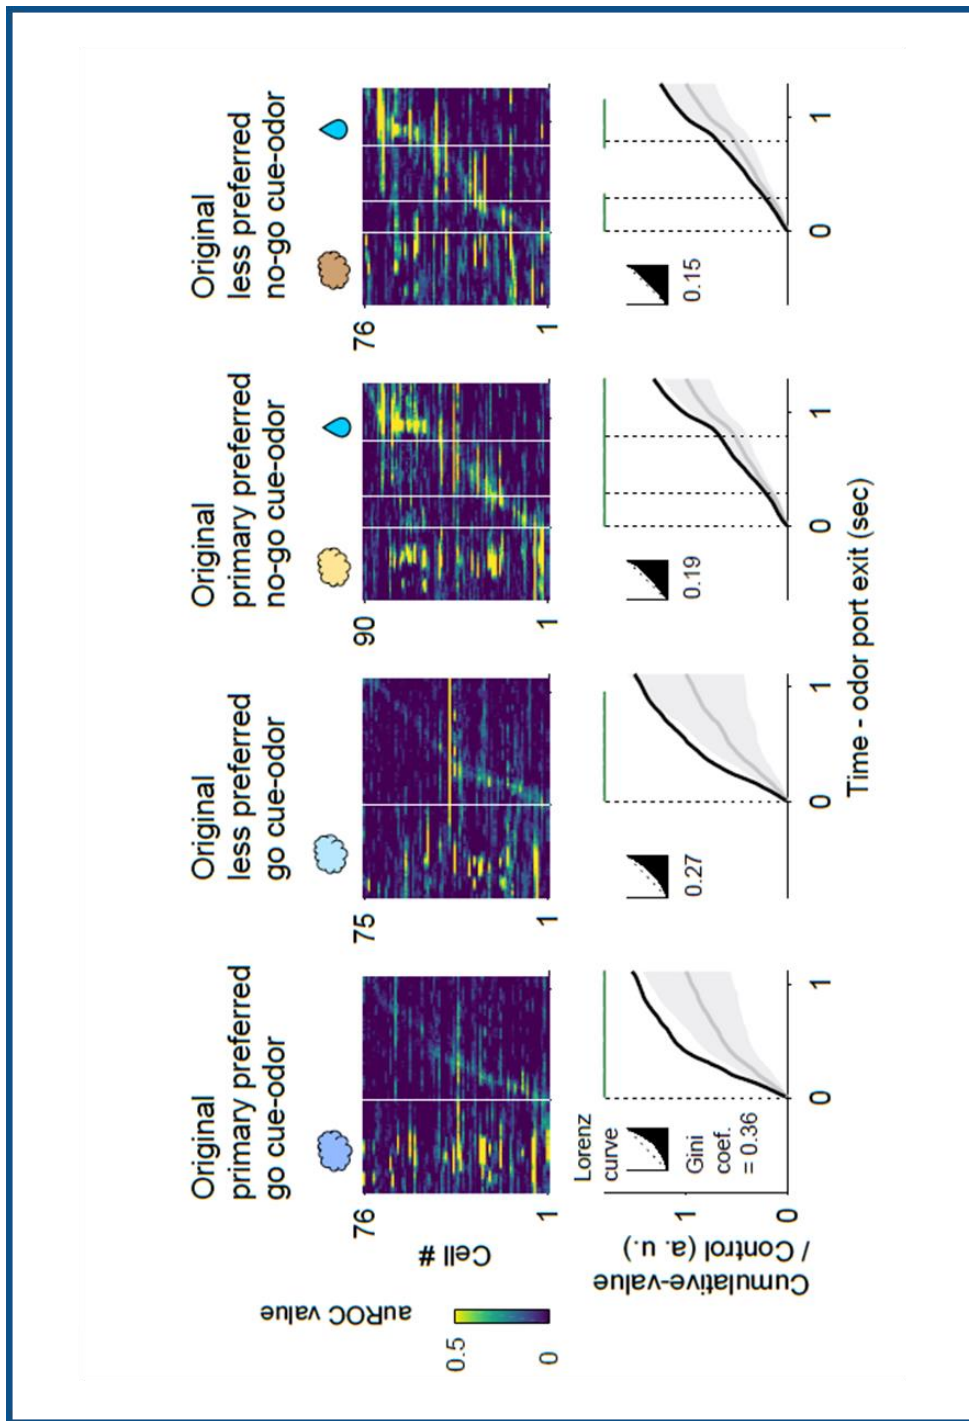 Original
primary preferred
go cue-odor
Original
less preferred
go cue-odor
Original
primary preferred
no-go cue-odor
Original
less preferred
no-go cue-odor
auROC value
0.5
0
Cell #
76
1
75
1
90
1
76
1
Cumulative-value
/ Control (a. u.)
1
0
Lorenz
curve
Gini
coef.
= 0.36
0.27
0.19
0.15
0
1
0
1
0
1
0
1
Time - odor port exit (sec)